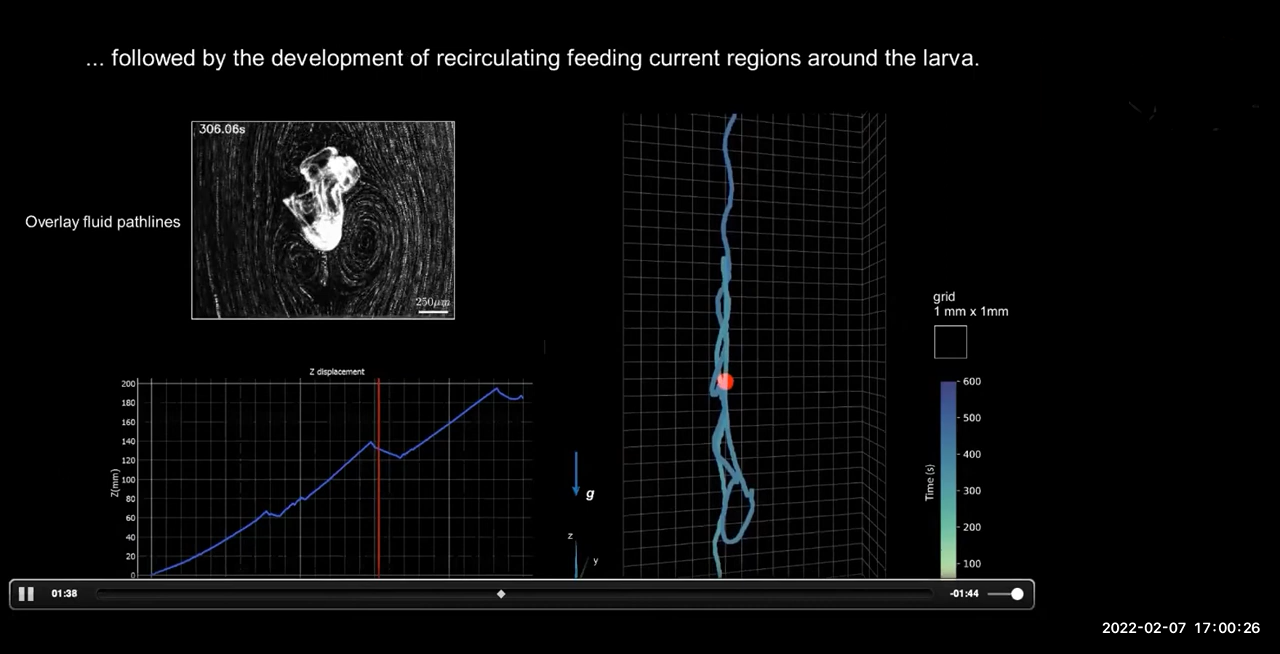 ... followed by the development of recirculating feeding current regions around the larva.
306.06s
Overlay fluid pathlines
250μm
grid
1 mm x 1mm
Z displacement
200
180
160
140
120
100
80
60
40
20
0
Z(mm)
g
z
y
600
500
400
300
200
100
Time (s)
01:38
-01:44
2022-02-07 17:00:26